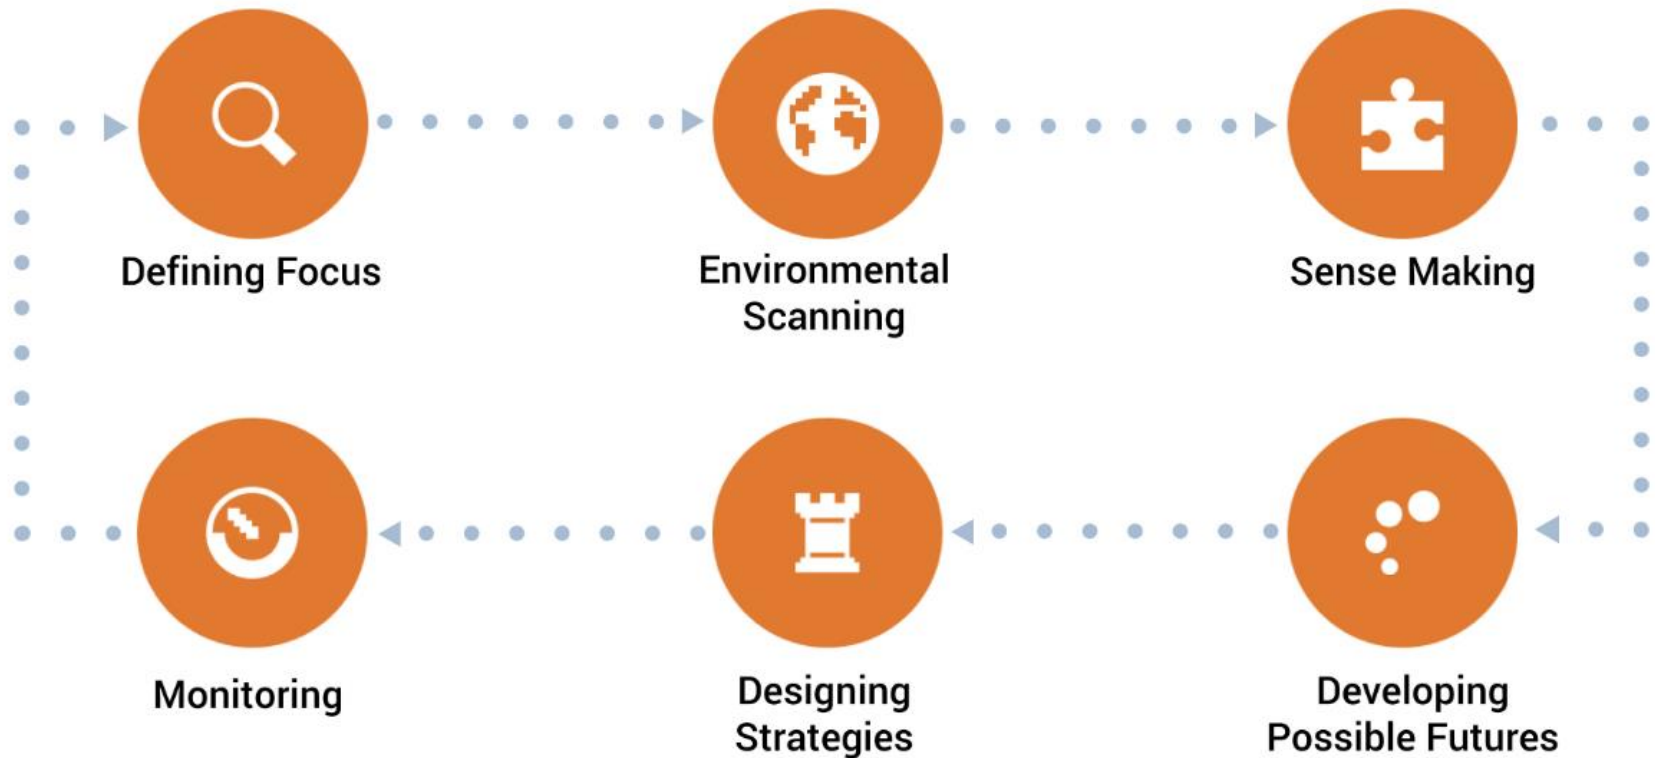 Defining Focus
Environmental
Scanning
Sense Making
Monitoring
Designing
Strategies
Developing
Possible Futures